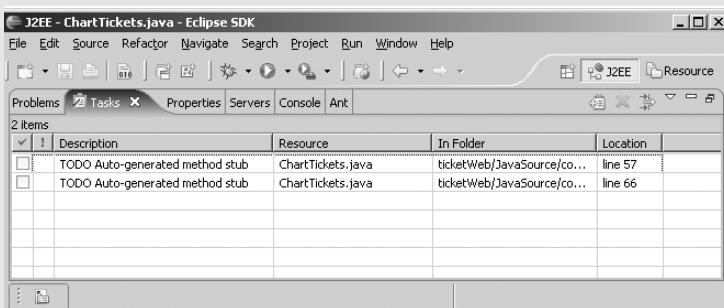 J2EE - ChartTickets.java - Eclipse SDK
File Edit Source Refactor Navigate Search Project Run Window Help
J2EE Resource
Problems Tasks Properties Servers Console Ant
2 items
! Description Resource In Folder Location
TODO Auto-generated method stub ChartTickets.java ticketWeb/JavaSource/co... line 57
TODO Auto-generated method stub ChartTickets.java ticketWeb/JavaSource/co... line 66